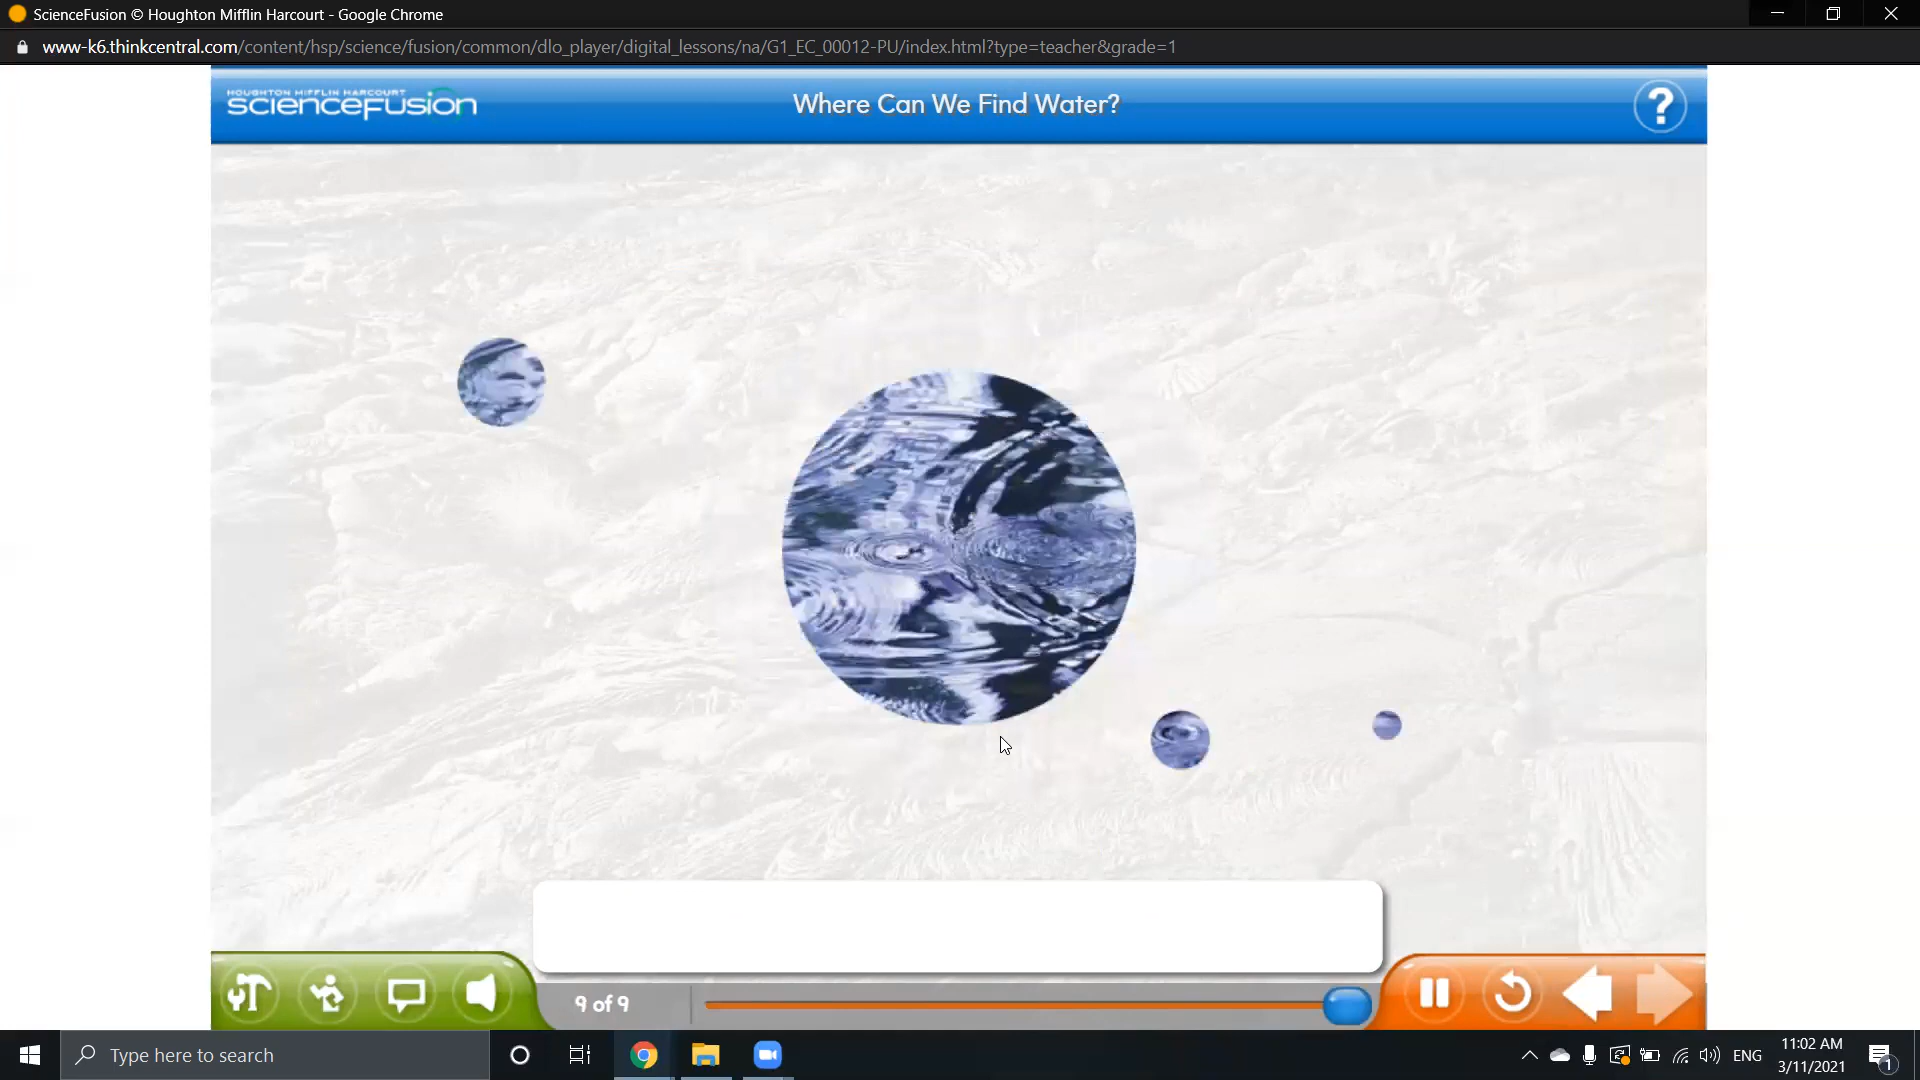 ScienceFusion © Houghton Mifflin Harcourt - Google Chrome
www-k6.thinkcentral.com/content/hsp/science/fusion/common/dlo_player/digital_lessons/na/G1_EC_00012-PU/index.html?type=teacher&grade=1
HOUGHTON MIFFLIN HARCOURT
scienceFusion
Where Can We Find Water?
?
9 of 9
Type here to search
ENG
11:02 AM
3/11/2021
1